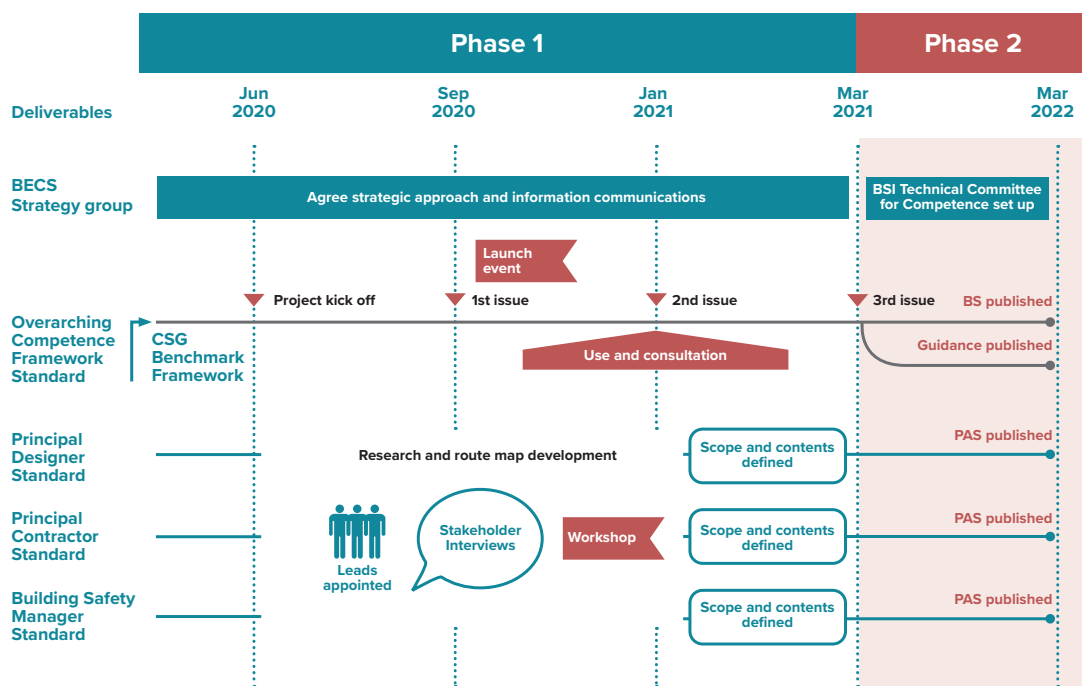 Phase 1
Phase 2
Deliverables
Jun
2020
Sep
2020
Jan
2021
Mar
2021
Mar
2022
BECS
Strategy group
Agree strategic approach and information communications
BSI Technical Committee
for Competence set up
Launch
event
Project kick off
1st issue
2nd issue
3rd issue
BS published
Overarching
Competence
Framework
Standard
CSG
Benchmark
Framework
Use and consultation
Guidance published
Principal
Designer
Standard
Research and route map development
Scope and contents
defined
PAS published
Principal
Contractor
Standard
Leads
appointed
Stakeholder
Interviews
Workshop
Scope and contents
defined
PAS published
Building Safety
Manager
Standard
Scope and contents
defined
PAS published